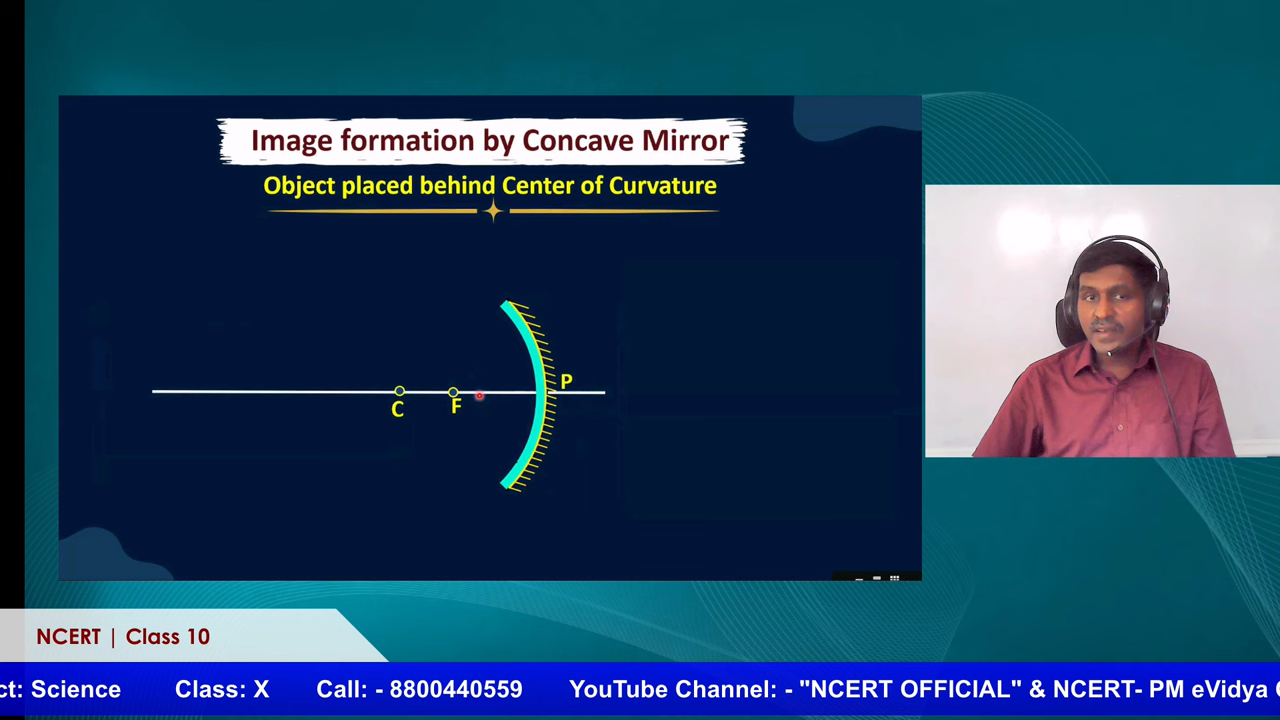 Image formation by Concave Mirror
Object placed behind Center of Curvature
P
C
F
NCERT | Class 10
ct: Science Class: X Call: - 8800440559 YouTube Channel: - "NCERT OFFICIAL" & NCERT- PM eVidya